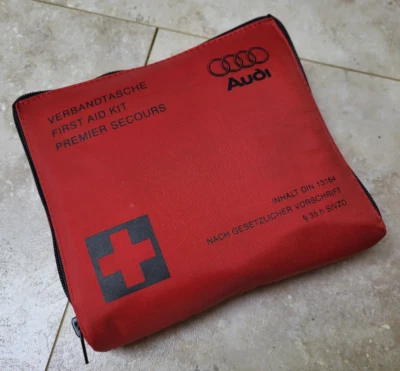 VERBANDTASCHE
FIRST AID KIT
PREMIER SECOURS
Audi
INHALT DIN 13164
NACH GESETZLICHER VORSCHRIFT
§ 35 h StVZO